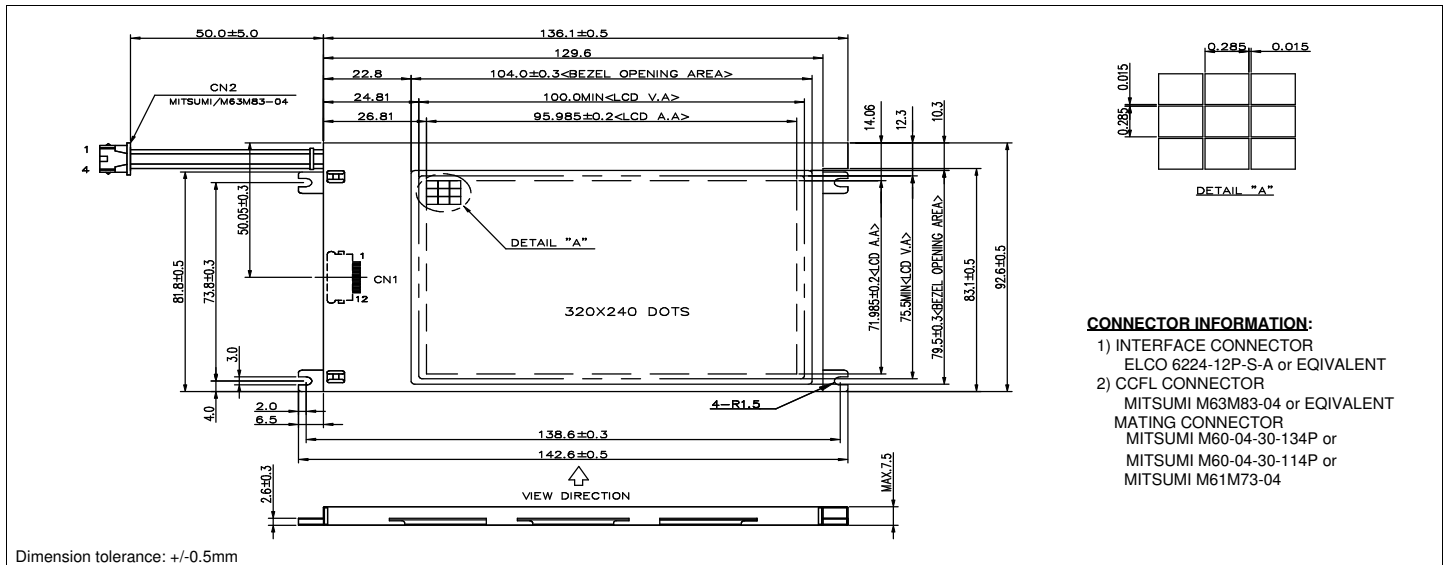 50.0±5.0
136.1±0.5
129.6
22.8
104.0±0.3<BEZEL OPENING AREA>
CN2
MITSUMI/M63M83-04
24.81
100.0MIN<LCD V.A>
26.81
95.985±0.2<LCD A.A>
14.06
12.3
10.3
1
4
50.05±0.3
81.8±0.5
73.8±0.3
3.0
4.0
DETAIL "A"
1
CN1
12
320X240 DOTS
71.985±0.2<LCD A.A>
75.5MIN<LCD V.A>
79.5±0.3<BEZEL OPENING AREA>
83.1±0.5
92.6±0.5
2.0
6.5
4-R1.5
138.6±0.3
142.6±0.5
VIEW DIRECTION
2.6±0.3
MAX.7.5
0.285
0.015
0.015
0.285
DETAIL "A"
CONNECTOR INFORMATION:
1) INTERFACE CONNECTOR
ELCO 6224-12P-S-A or EQIVALENT
2) CCFL CONNECTOR
MITSUMI M63M83-04 or EQIVALENT
MATING CONNECTOR
MITSUMI M60-04-30-134P or
MITSUMI M60-04-30-114P or
MITSUMI M61M73-04
Dimension tolerance: +/-0.5mm